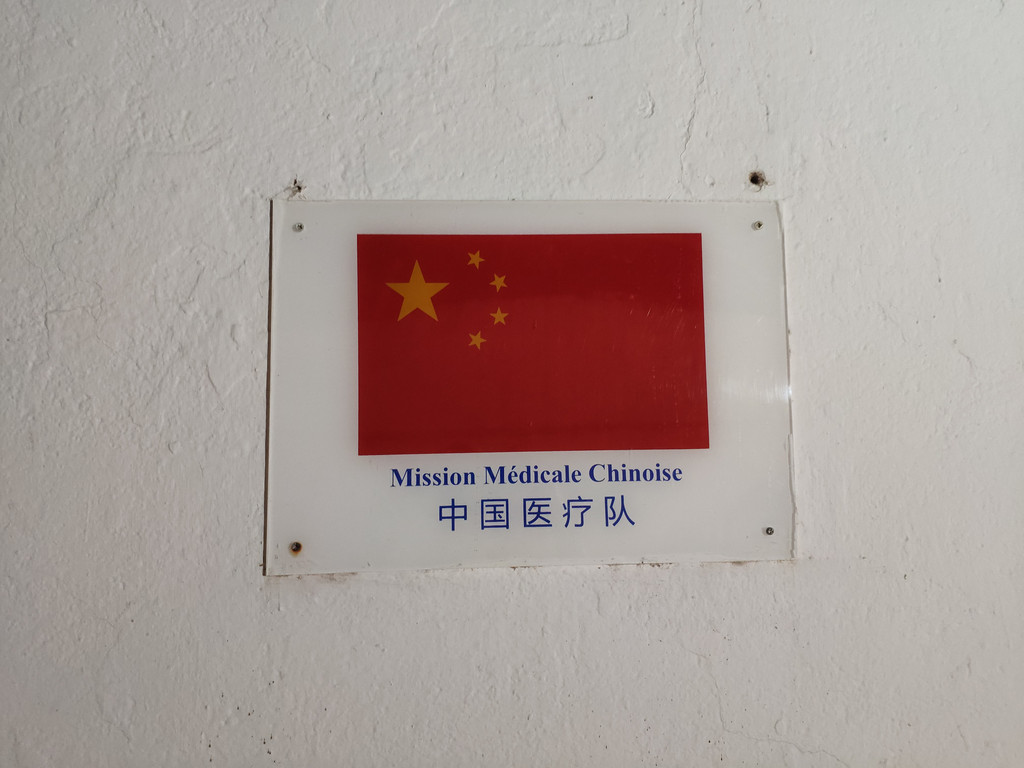 Mission Médicale Chinoise
中国医疗队